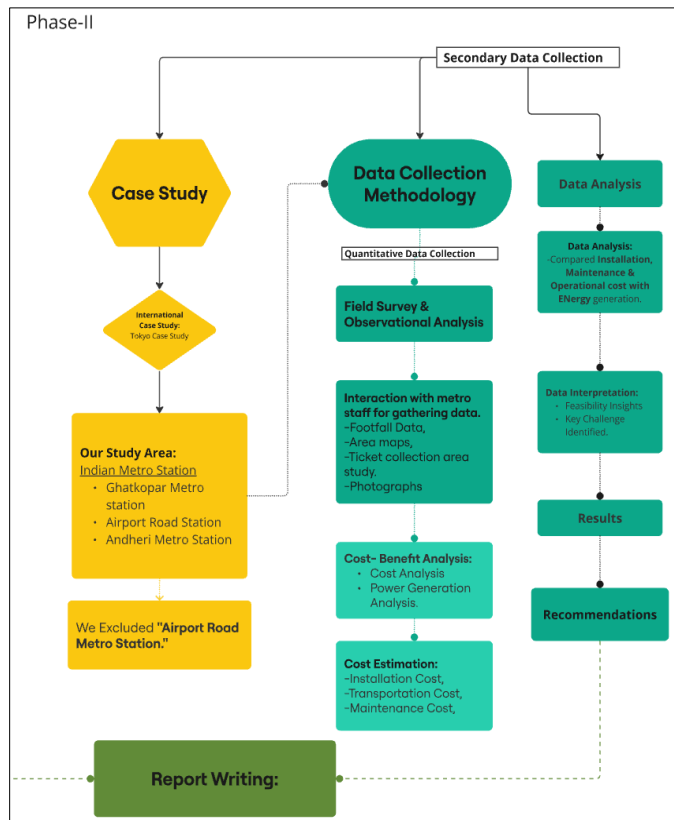 Phase-II
Secondary Data Collection
Case Study
International
Case Study:
Tokyo Case Study
Our Study Area:
Indian Metro Station
• Ghatkopar Metro
station
• Airport Road Station
• Andheri Metro Station
We Excluded "Airport Road
Metro Station."
Data Collection
Methodology
Quantitative Data Collection
Field Survey &
Observational Analysis
Interaction with metro
staff for gathering data.
-Footfall Data,
-Area maps,
-Ticket collection area
study.
-Photographs
Cost- Benefit Analysis:
• Cost Analysis
• Power Generation
Analysis.
Cost Estimation:
-Installation Cost,
-Transportation Cost,
-Maintenance Cost,
Data Analysis
Data Analysis:
-Compared Installation,
Maintenance &
Operational cost with
ENergy generation.
Data Interpretation:
• Feasibility Insights
• Key Challenge
Identified.
Results
Recommendations
Report Writing: